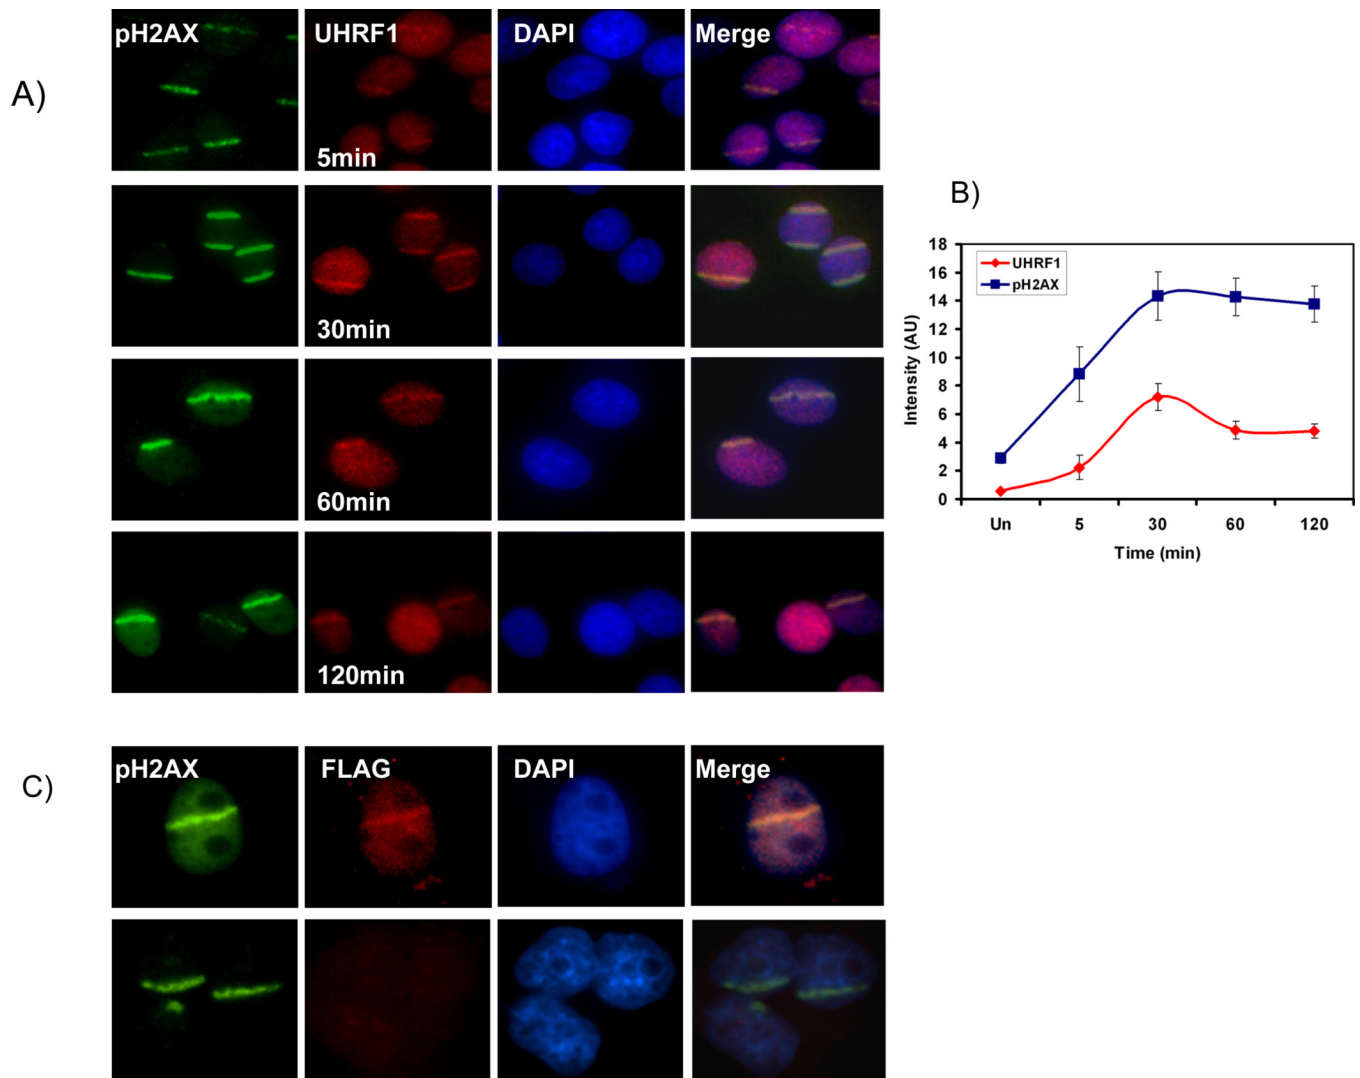 A)
pH2AX UHRF1 DAPI Merge
5min
30min
60min
120min
B)
18
16
14
12
10
8
6
4
2
0
Intensity (AU)
UHRF1
pH2AX
Un 5 30 60 120
Time (min)
C)
pH2AX FLAG DAPI Merge